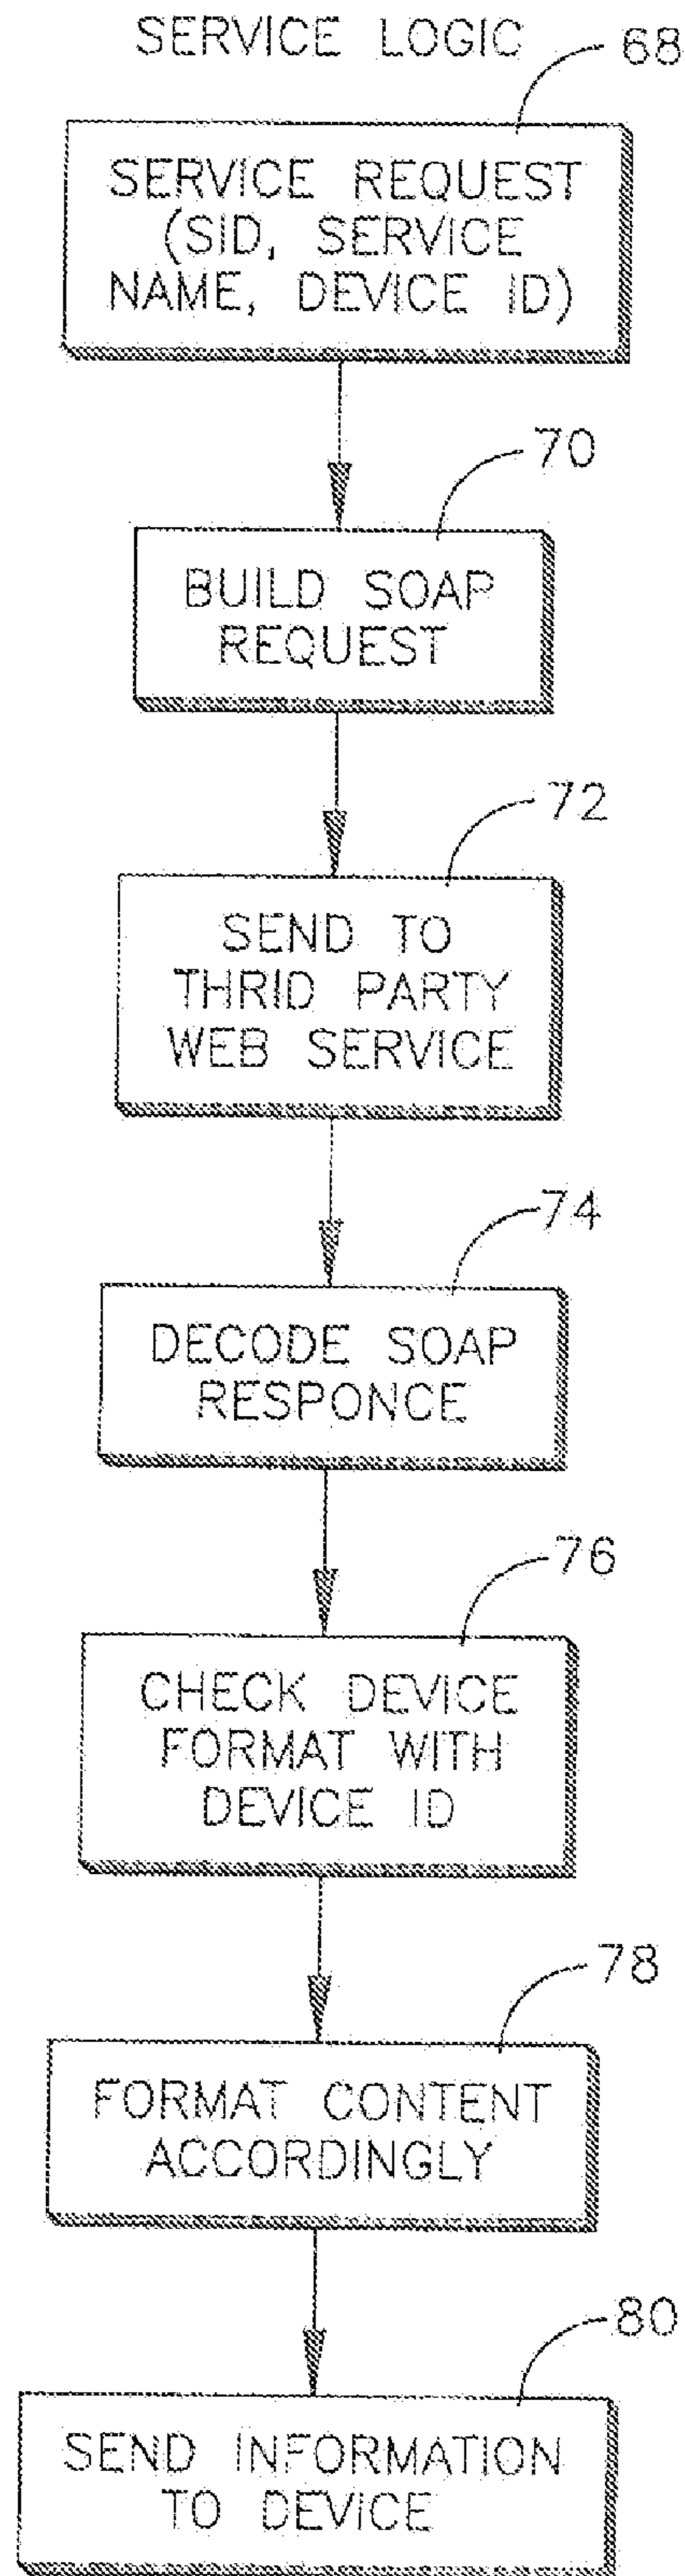 SERVICE LOGIC
68
SERVICE REQUEST
(SID, SERVICE
NAME, DEVICE ID)
70
BUILD SOAP
REQUEST
72
SEND TO
THRID PARTY
WEB SERVICE
74
DECODE SOAP
RESPONCE
76
CHECK DEVICE
FORMAT WITH
DEVICE ID
78
FORMAT CONTENT
ACCORDINGLY
80
SEND INFORMATION
TO DEVICE